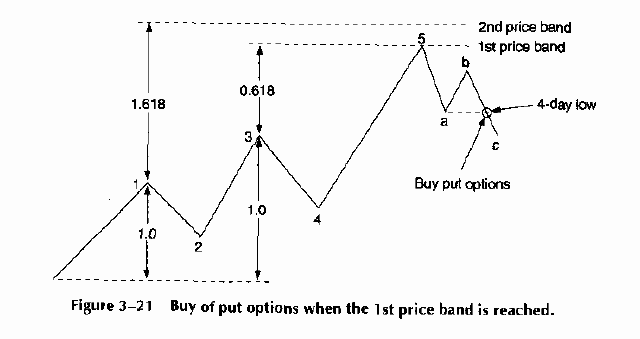 2nd price band
5
1st price band
b
0.618
1.618
4-day low
a
3
c
1
Buy put options
1.0
1.0
4
2
Figure 3–21 Buy of put options when the 1st price band is reached.